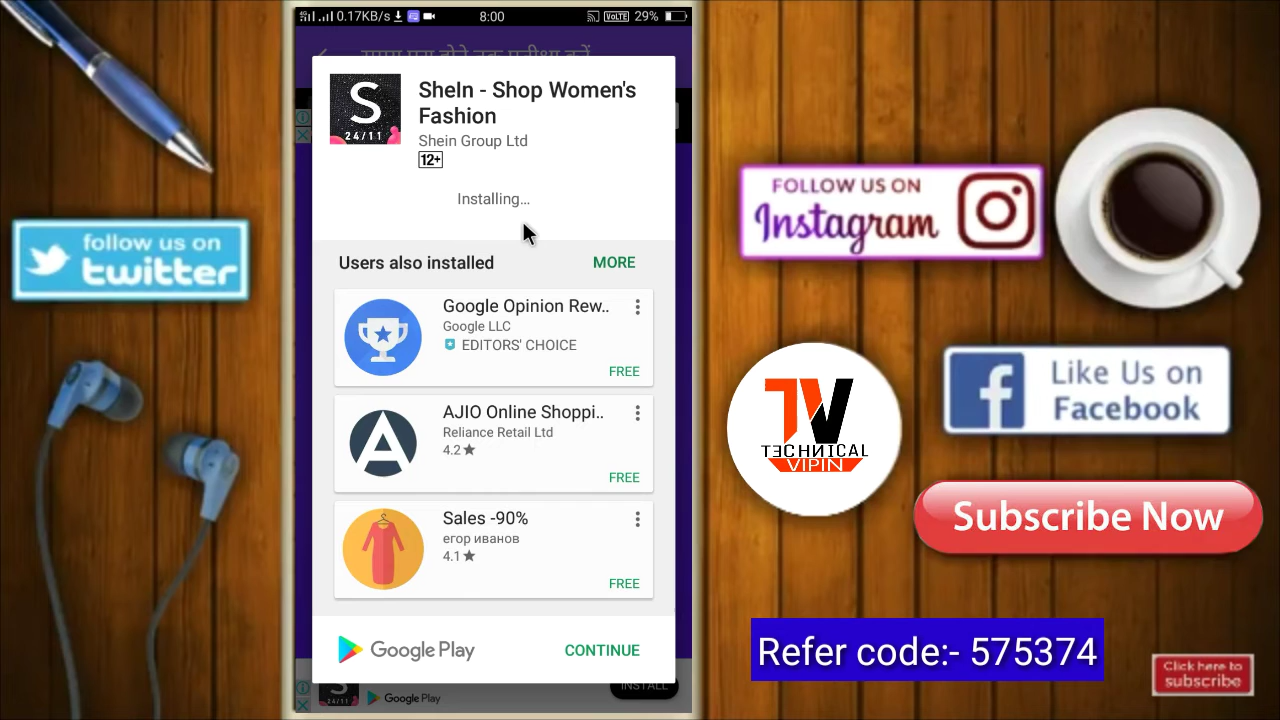 0.17KB/s
8:00
VoLTE
29%
SheIn - Shop Women's
Fashion
Shein Group Ltd
12+
S
24/11
Installing...
Users also installed
MORE
Google Opinion Rew..
Google LLC
EDITORS' CHOICE
FREE
AJIO Online Shoppi..
Reliance Retail Ltd
4.2★
FREE
Sales -90%
егор иванов
4.1★
FREE
Google Play
CONTINUE
24/11
Google Play
INSTALL
follow us on
twitter
FOLLOW US ON
Instagram
TV
TECHNICAL
VIPIN
Like Us on
Facebook
Subscribe Now
Refer code:- 575374
Click here to
subscribe